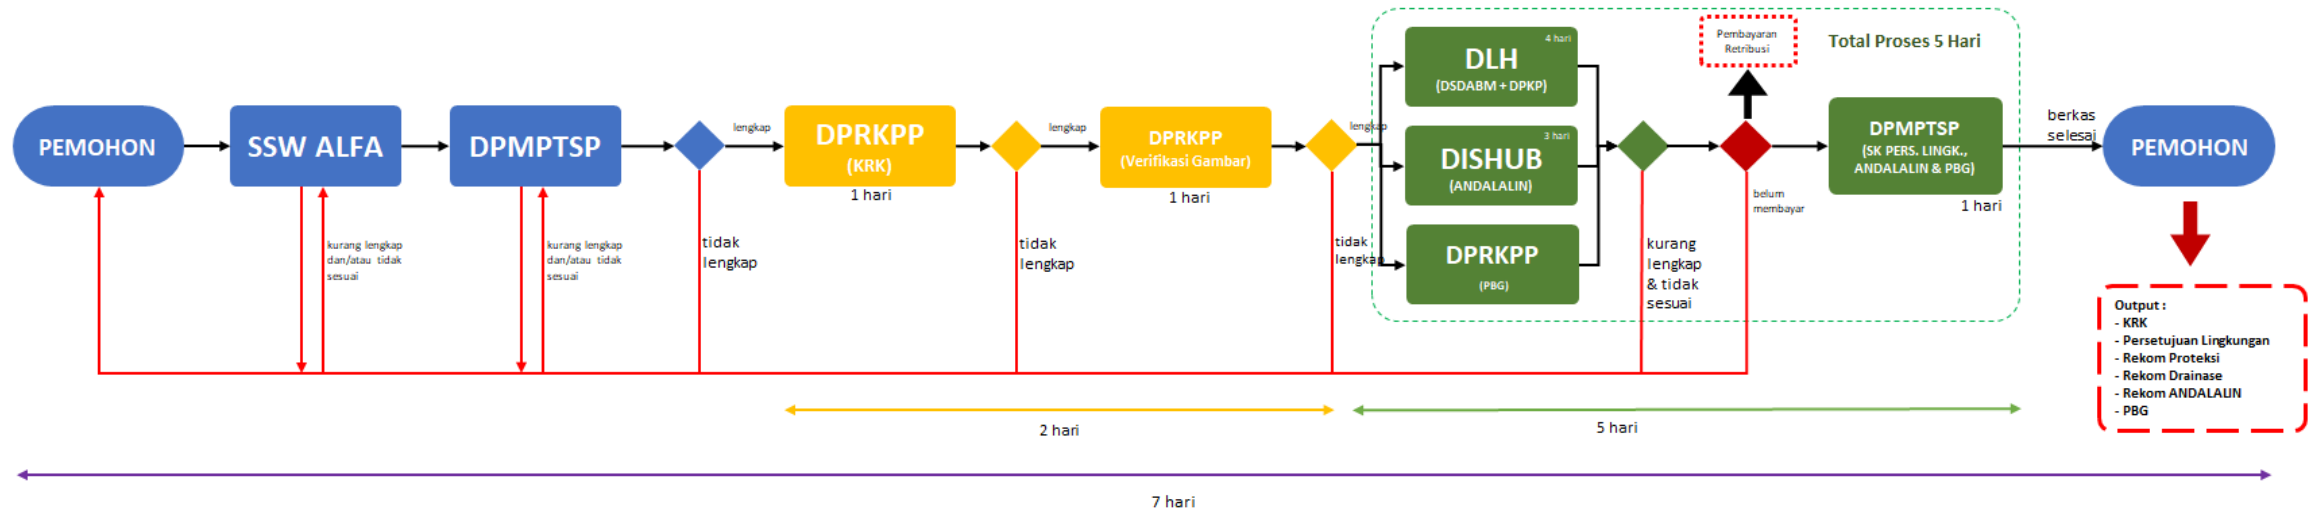 PEMOHON
SSW ALFA
kurang lengkap
dan/atau tidak
sesuai
DPMPTSP
kurang lengkap
dan/atau tidak
sesuai
lengkap
tidak
lengkap
DPRKPP
(KRK)
1 hari
lengkap
tidak
lengkap
DPRKPP
(Verifikasi Gambar)
1 hari
lengkap
tidak
lengkap
4 hari
DLH
(DSDABM + DPKP)
3 hari
DISHUB
(ANDALALIN)
DPRKPP
(PBG)
kurang
lengkap
& tidak
sesuai
Pembayaran
Retribusi
belum
membayar
Total Proses 5 Hari
DPMPTSP
(SK PERS. LINGK.,
ANDALALIN & PBG)
1 hari
berkas
selesai
PEMOHON
Output :
- KRK
- Persetujuan Lingkungan
- Rekom Proteksi
- Rekom Drainase
- Rekom ANDALALIN
- PBG
2 hari
5 hari
7 hari